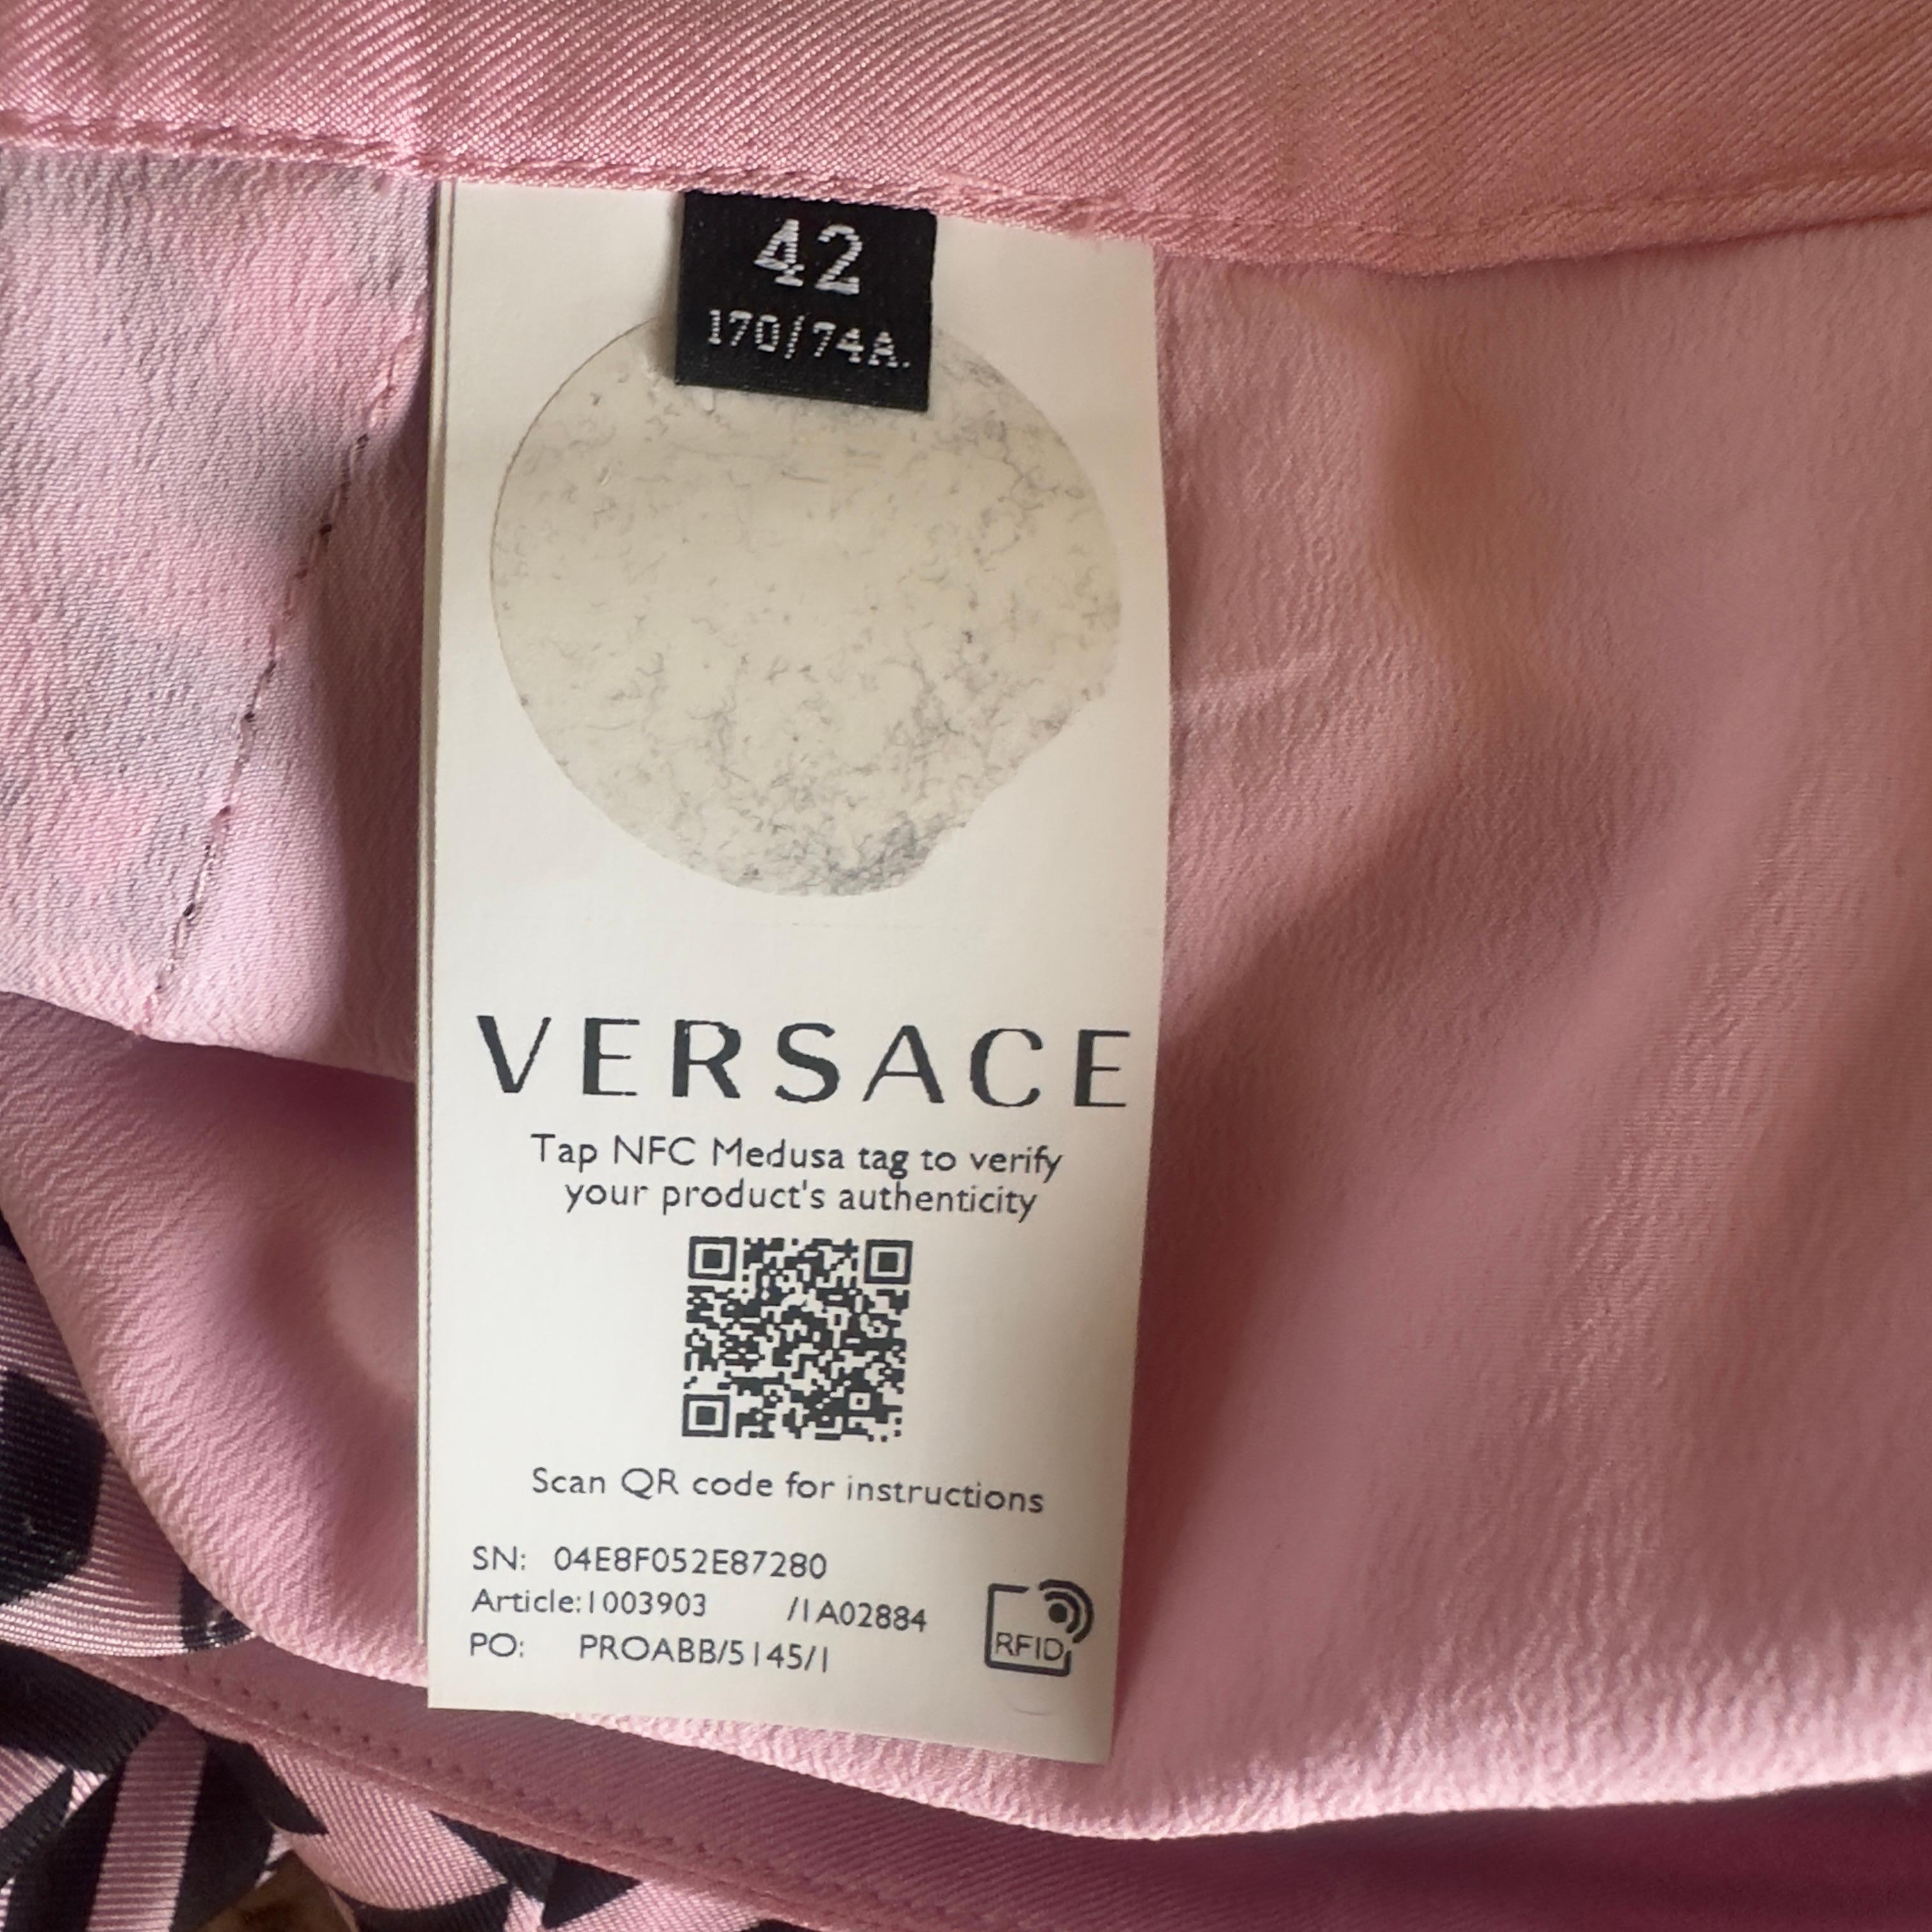 42
170/74A.
VERSACE
Tap NFC Medusa tag to verify
your product's authenticity
Scan QR code for instructions
SN: 04E8F052E87280
Article:1003903 /1A02884
PO: PROABB/5145/1
RFID